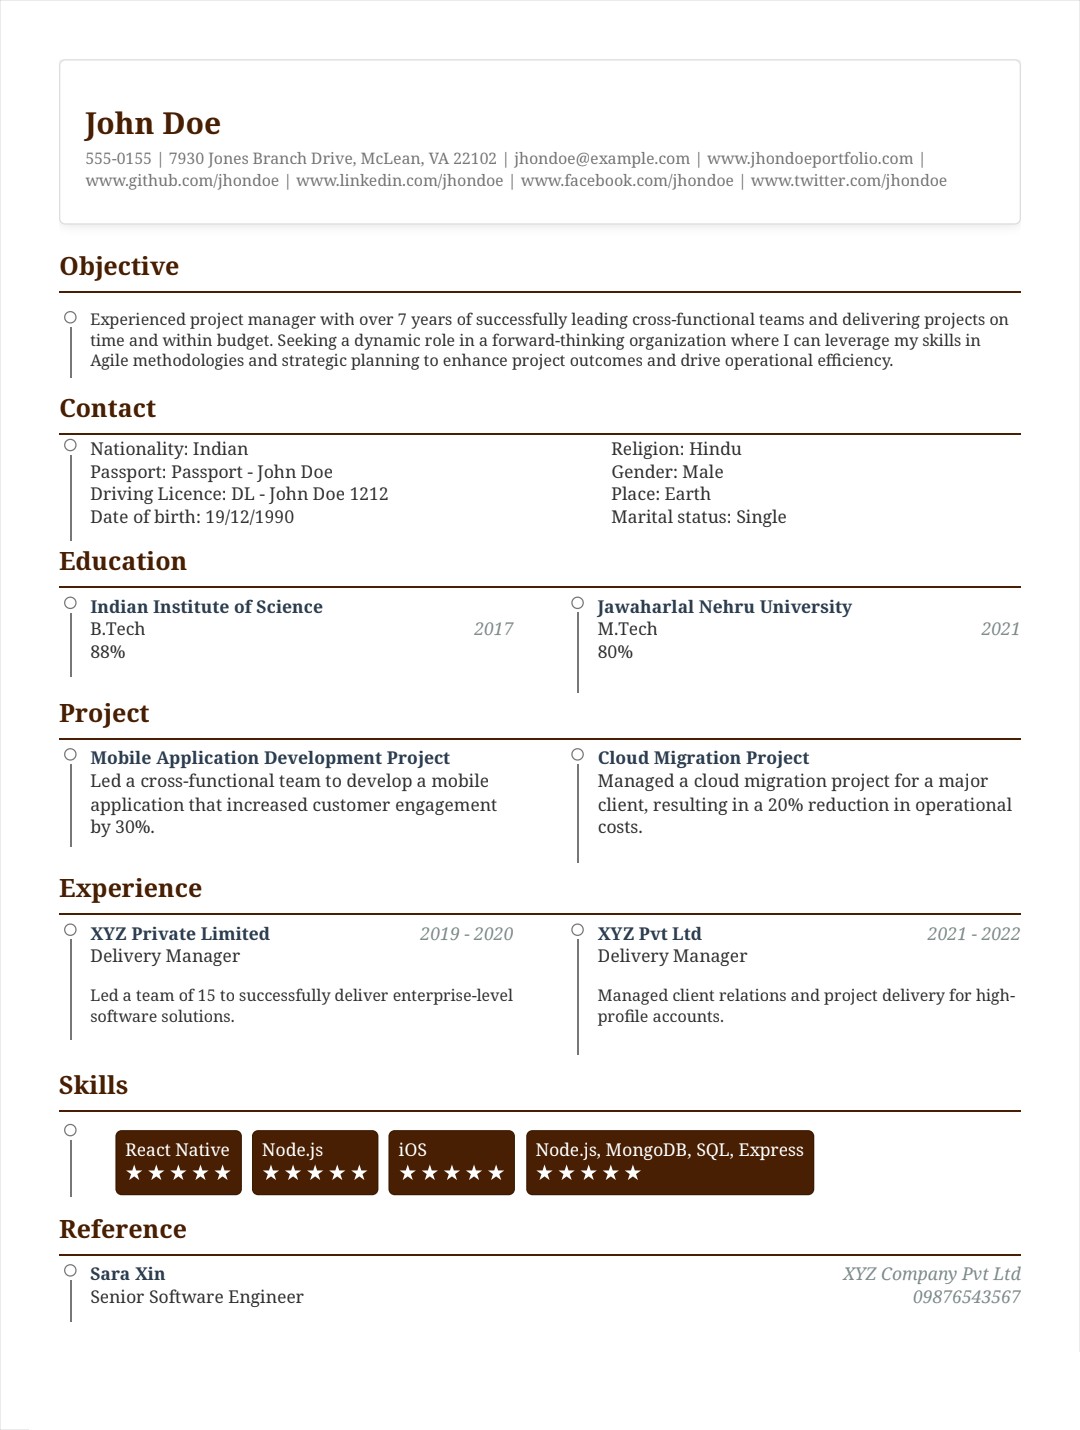 John Doe
555-0155 | 7930 Jones Branch Drive, McLean, VA 22102 | jhondoe@example.com | www.jhondoeportfolio.com |
www.github.com/jhondoe | www.linkedin.com/jhondoe | www.facebook.com/jhondoe | www.twitter.com/jhondoe
Objective
Experienced project manager with over 7 years of successfully leading cross-functional teams and delivering projects on
time and within budget. Seeking a dynamic role in a forward-thinking organization where I can leverage my skills in
Agile methodologies and strategic planning to enhance project outcomes and drive operational efficiency.
Contact
Nationality: Indian
Passport: Passport - John Doe
Driving Licence: DL - John Doe 1212
Date of birth: 19/12/1990
Religion: Hindu
Gender: Male
Place: Earth
Marital status: Single
Education
Indian Institute of Science
B.Tech 2017
88%
Jawaharlal Nehru University
M.Tech 2021
80%
Project
Mobile Application Development Project
Led a cross-functional team to develop a mobile
application that increased customer engagement
by 30%.
Cloud Migration Project
Managed a cloud migration project for a major
client, resulting in a 20% reduction in operational
costs.
Experience
XYZ Private Limited 2019 - 2020
Delivery Manager
Led a team of 15 to successfully deliver enterprise-level
software solutions.
XYZ Pvt Ltd 2021 - 2022
Delivery Manager
Managed client relations and project delivery for high-
profile accounts.
Skills
React Native
★★★★★
Node.js
★★★★★
iOS
★★★★★
Node.js, MongoDB, SQL, Express
★★★★★
Reference
Sara Xin XYZ Company Pvt Ltd
Senior Software Engineer 09876543567